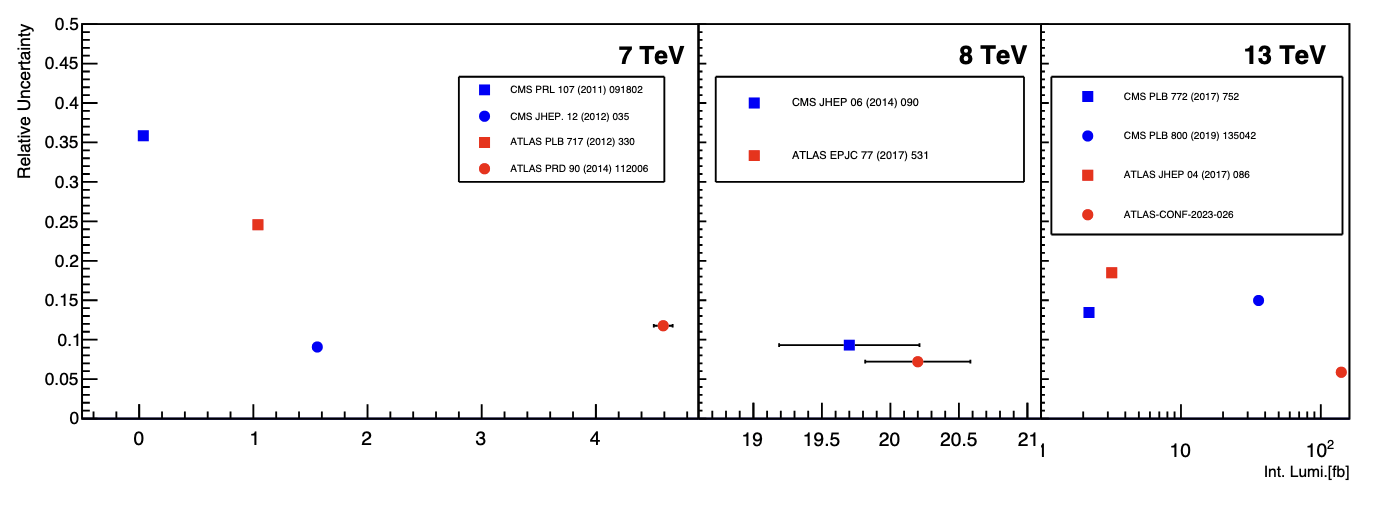 Relative Uncertainty
0.5
0.45
0.4
0.35
0.3
0.25
0.2
0.15
0.1
0.05
0
7 TeV
CMS PRL 107 (2011) 091802
CMS JHEP. 12 (2012) 035
ATLAS PLB 717 (2012) 330
ATLAS PRD 90 (2014) 112006
0 1 2 3 4
8 TeV
CMS JHEP 06 (2014) 090
ATLAS EPJC 77 (2017) 531
19 19.5 20 20.5 21
13 TeV
CMS PLB 772 (2017) 752
CMS PLB 800 (2019) 135042
ATLAS JHEP 04 (2017) 086
ATLAS-CONF-2023-026
1 10 10²
Int. Lumi.[fb]